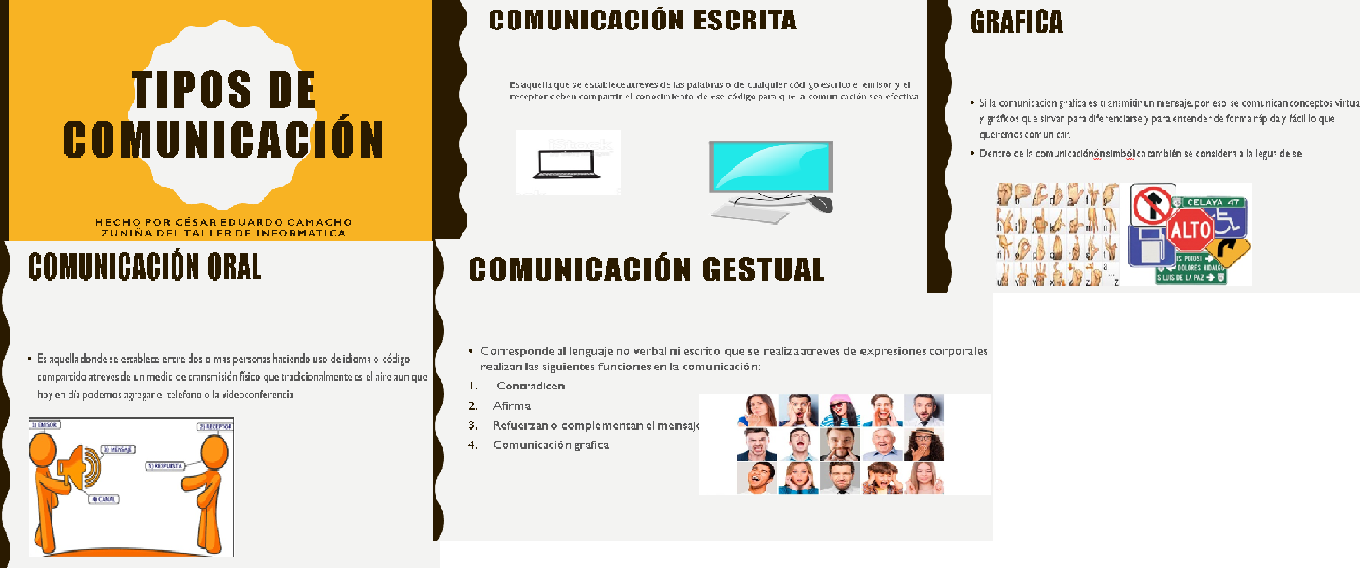 TIPOS DE
COMUNICACIÓN
HECHO POR CÉSAR EDUARDO CAMACHO
ZUNIÑA DEL TALLER DE INFORMATICA
COMUNICACIÓN ESCRITA
Es aquella que se establece atreves de las palabras o de cualquier código escrito el emisor y el
receptor deben compartir el conocimiento de ese código para que la comunicación sea efectiva
GRAFICA
• Si la comunicación grafica es transmitir un mensaje, por eso se comunican conceptos virtua
y gráficos que sirvan para diferenciarse y para entender de forma rápida y fácil lo que
queremos comunicar.
• Dentro de la comunicaciónónsimbólica también se considera a la legua de se
CELAYA 47
ALTO
DOLORES HIDALGO
S LUIS DE LA PAZ
COMUNICACIÓN ORAL
• Es aquella donde se establece entre dos o mas personas haciendo uso de idioma o código
compartido atreves de un medio de transmisión físico que tradicionalmente es el aire aunque
hoy en día podemos agregar el teléfono o la videoconferencia
1) EMISOR
2) RECEPTOR
3) MENSAJE
5) RESPUESTA
CANAL
COMUNICACIÓN GESTUAL
• Corresponde al lenguaje no verbal ni escrito que se realiza atreves de expresiones corporales
realizan las siguientes funciones en la comunicación:
1. Contradicen
2. Afirma
3. Refuerzan o complementan el mensaje
4. Comunicación grafica